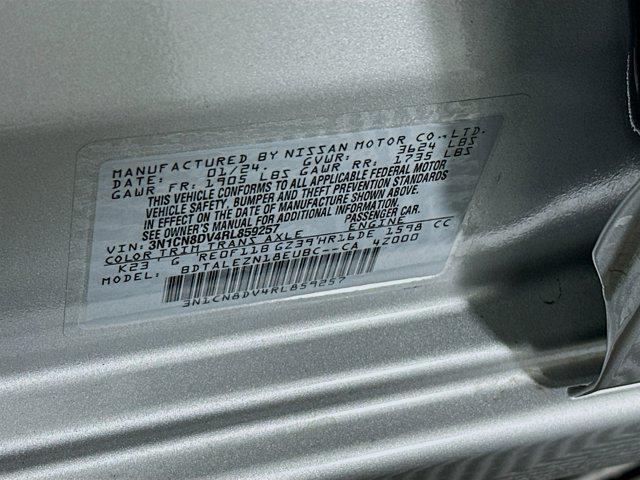 MANUFACTURED BY NISSAN MOTOR CO., LTD.
DATE: 01/24 GVWR: 3624 LBS
GAWR FR: 1905 LBS GAWR RR: 1735 LBS
THIS VEHICLE CONFORMS TO ALL APPLICABLE FEDERAL MOTOR
VEHICLE SAFETY, BUMPER AND THEFT PREVENTION STANDARDS
IN EFFECT ON THE DATE OF MANUFACTURE SHOWN ABOVE.
SEE OWNER'S MANUAL FOR ADDITIONAL INFORMATION.
VIN: 3N1CN8DV4RL859257 PASSENGER CAR
COLOR TRIM TRANS AXLE ENGINE
K23 G RE0F11B GZ39 HR16DE 1598 CC
MODEL: BDTALEZN18EUBC--CA 4Z000
3N1CN8DV4RL859257